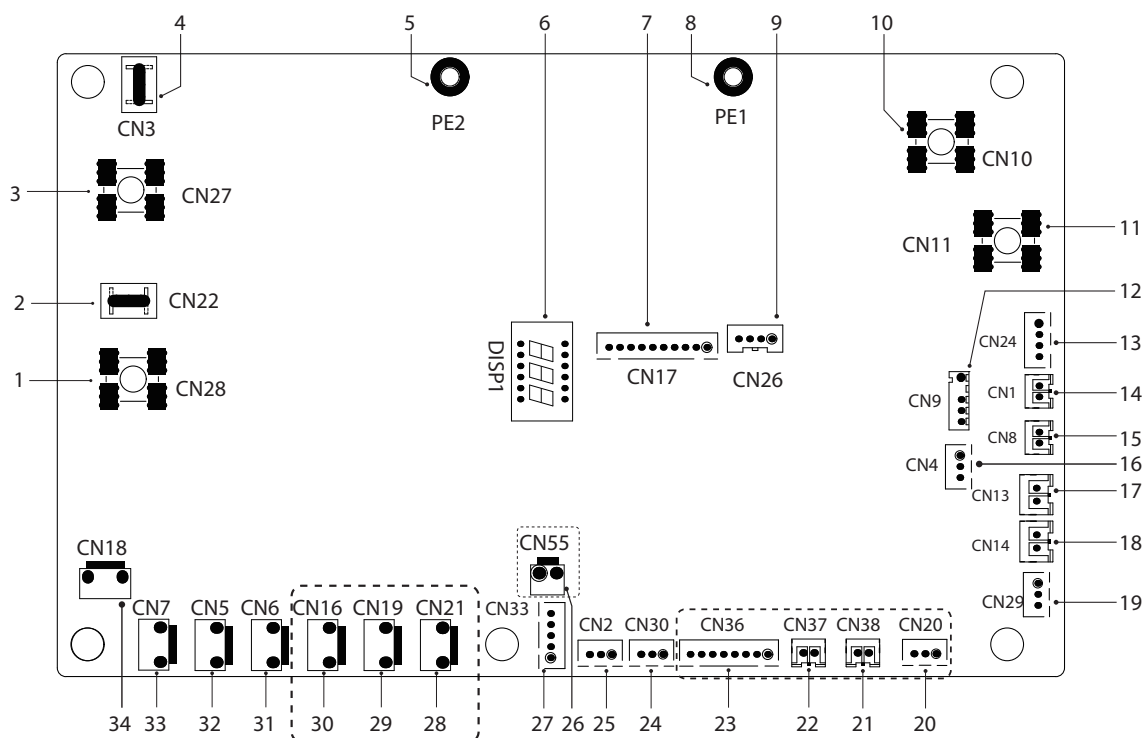 4 5 6 7 8 9 10
CN3
PE2
PE1
CN10
3
CN27
CN11
11
12
2
CN22
CN24
13
DISP1
CN17
CN26
1
CN28
CN9
CN1
14
CN8
15
CN4
16
CN13
17
CN18
CN55
CN14
18
CN7 CN5 CN6 CN16 CN19 CN21 CN33
CN2 CN30 CN36 CN37 CN38 CN20
CN29
19
34 33 32 31 30 29 28 27 26 25 24 23 22 21 20